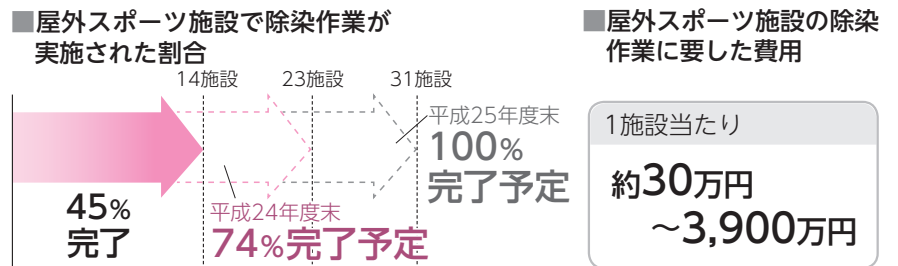 ■屋外スポーツ施設で除染作業が
実施された割合
14施設 23施設 31施設
平成25年度末
100%
完了予定
45%
完了
平成24年度末
74%完了予定
■屋外スポーツ施設の除染
作業に要した費用
1施設当たり
約30万円
～3,900万円